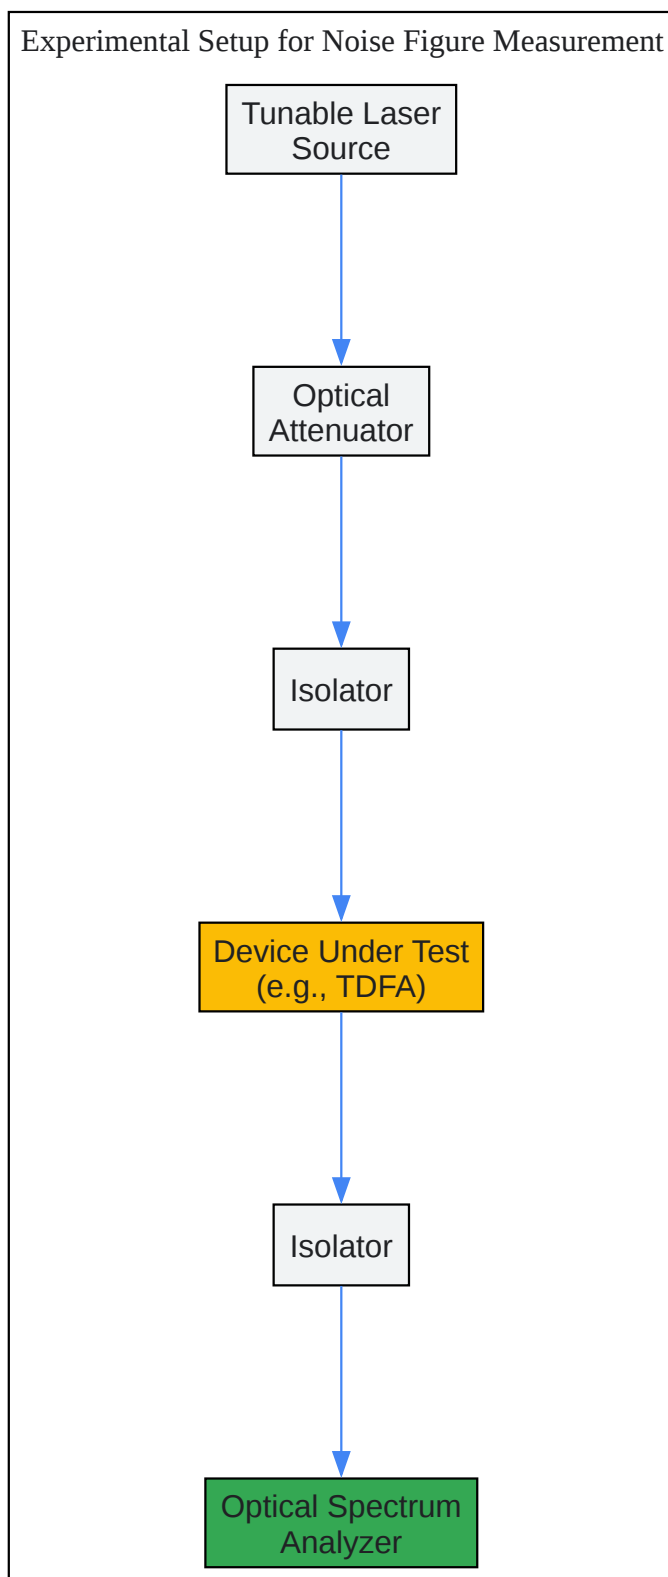 Experimental Setup for Noise Figure Measurement
Tunable Laser
Source
Optical
Attenuator
Isolator
Device Under Test
(e.g., TDFA)
Isolator
Optical Spectrum
Analyzer